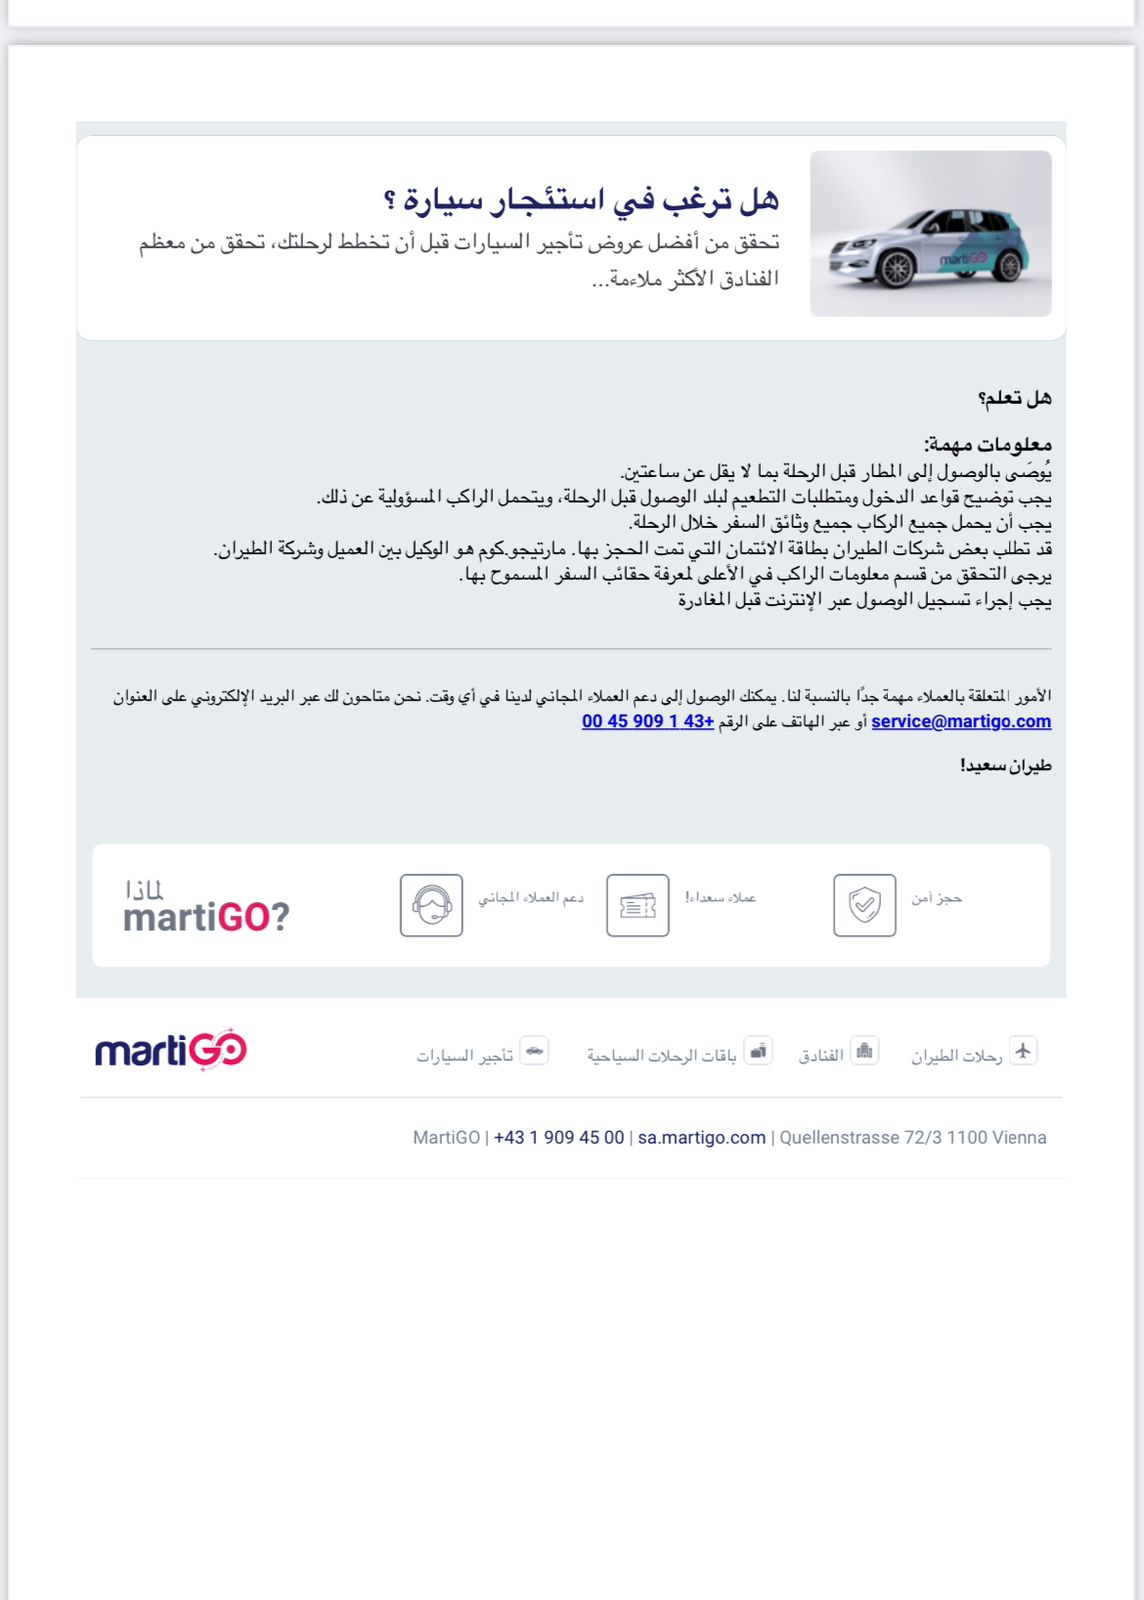 هل ترغب في استئجار سيارة ؟
تحقق من أفضل عروض تأجير السيارات قبل أن تخطط لرحلتك، تحقق من معظم
الفنادق الأكثر ملاءمة...
martiGO
هل تعلم؟
معلومات مهمة:
يُوصَى بالوصول إلى المطار قبل الرحلة بما لا يقل عن ساعتين.
يجب توضيح قواعد الدخول ومتطلبات التطعيم لبلد الوصول قبل الرحلة، ويتحمل الراكب المسؤولية عن ذلك.
يجب أن يحمل جميع الركاب جميع وثائق السفر خلال الرحلة.
قد تطلب بعض شركات الطيران بطاقة الائتمان التي تمت الحجز بها. مارتيجو.كوم هو الوكيل بين العميل وشركة الطيران.
يرجى التحقق من قسم معلومات الراكب في الأعلى لمعرفة حقائب السفر المسموح بها.
يجب إجراء تسجيل الوصول عبر الإنترنت قبل المغادرة
الأمور المتعلقة بالعملاء مهمة جدًا بالنسبة لنا. يمكنك الوصول إلى دعم العملاء المجاني لدينا في أي وقت. نحن متاحون لك عبر البريد الإلكتروني على العنوان
service@martigo.com أو عبر الهاتف على الرقم +43 1 909 45 00
طيران سعيد!
حجز آمن
عملاء سعداء!
دعم العملاء المجاني
لماذا
martiGO?
رحلات الطيران
الفنادق
باقات الرحلات السياحية
تأجير السيارات
martiGO
MartiGO | +43 1 909 45 00 | sa.martigo.com | Quellenstrasse 72/3 1100 Vienna